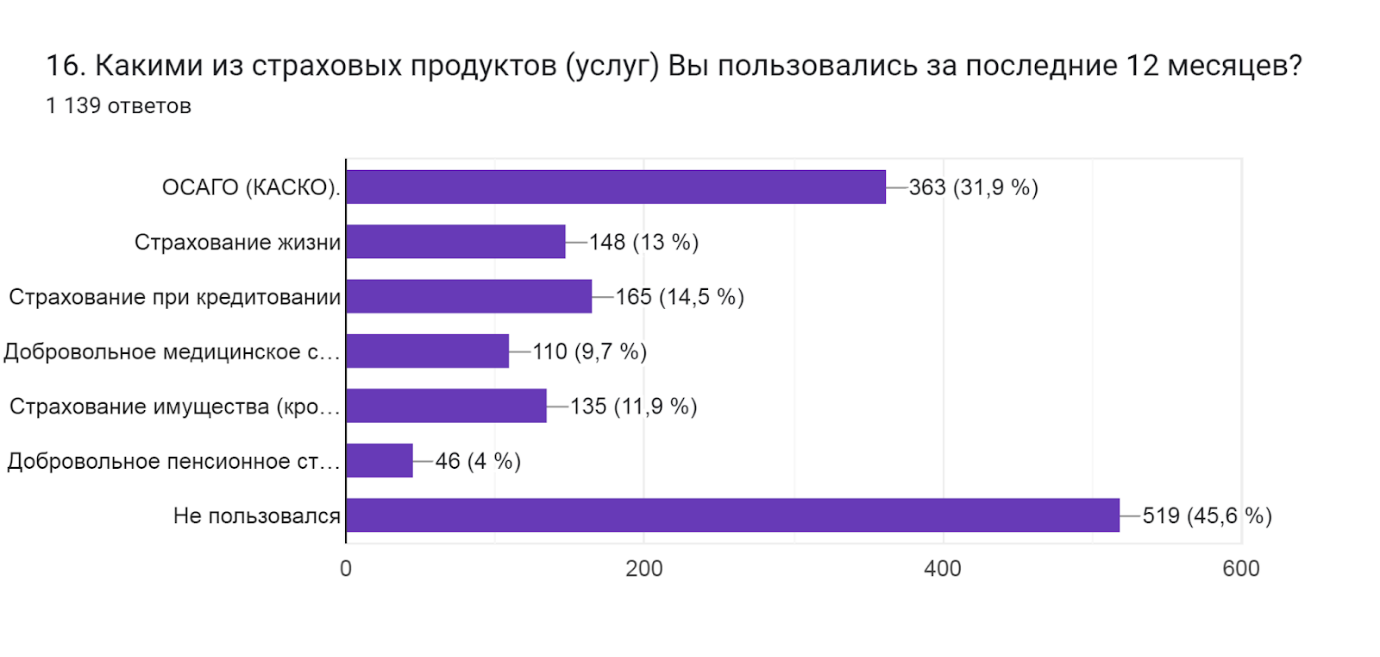 16. Какими из страховых продуктов (услуг) Вы пользовались за последние 12 месяцев?
1 139 ответов
ОСАГО (КАСКО).
363 (31,9 %)
Страхование жизни
148 (13 %)
Страхование при кредитовании
165 (14,5 %)
Добровольное медицинское с…
110 (9,7 %)
Страхование имущества (кро…
135 (11,9 %)
Добровольное пенсионное ст…
46 (4 %)
Не пользовался
519 (45,6 %)
0 200 400 600